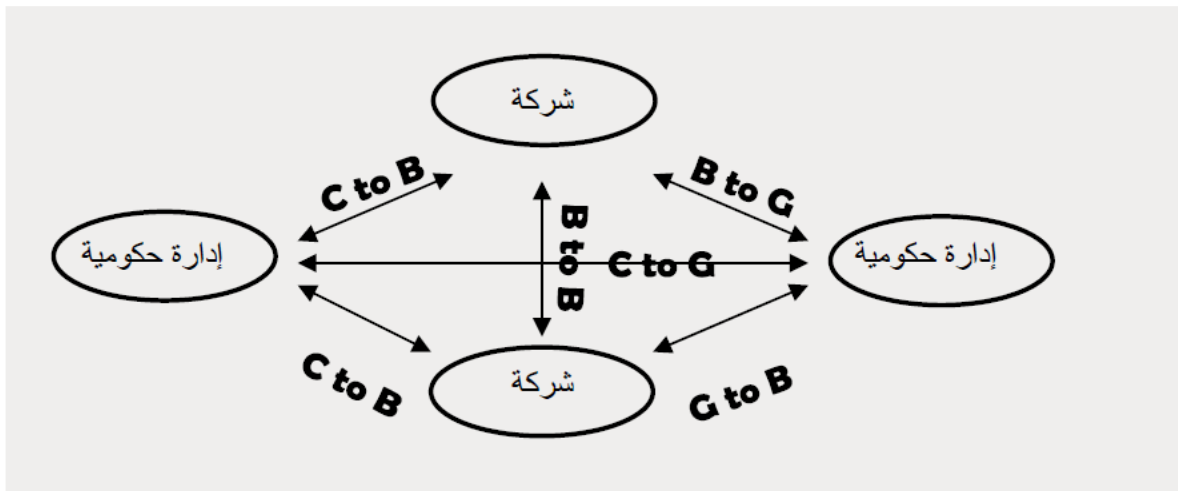 شركة
C to B
B to G
إدارة حكومية
B to B
C to G
إدارة حكومية
C to B
شركة
G to B